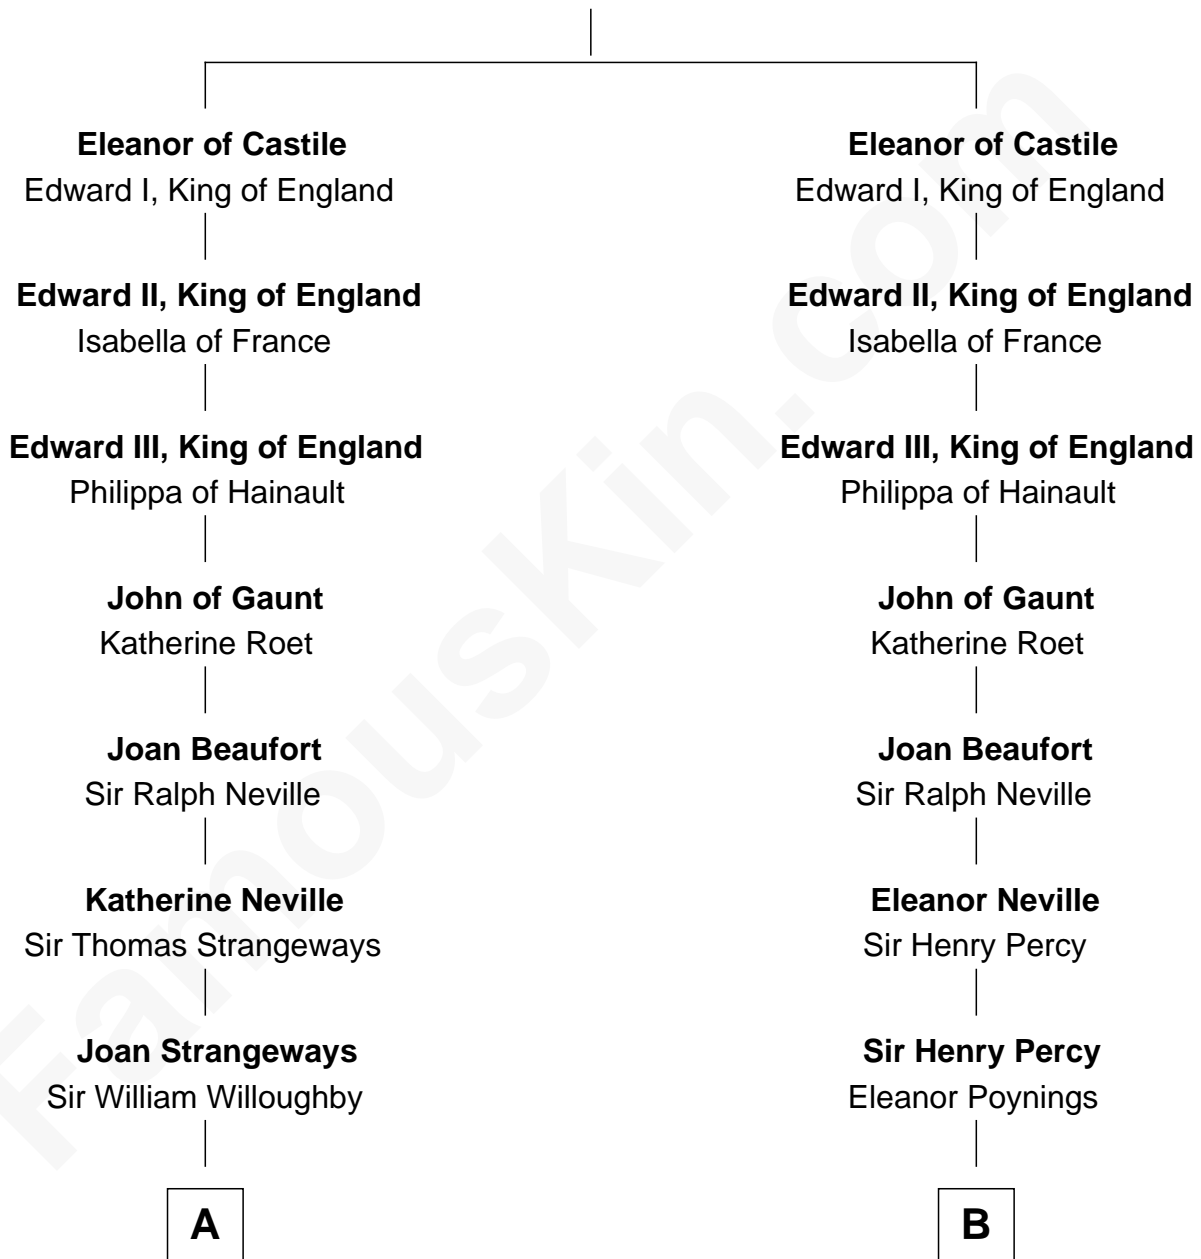 Eleanor of Castile
Edward I, King of England
Edward II, King of England
Isabella of France
Edward III, King of England
Philippa of Hainault
John of Gaunt
Katherine Roet
Joan Beaufort
Sir Ralph Neville
Katherine Neville
Sir Thomas Strangeways
Joan Strangeways
Sir William Willoughby
A
Eleanor of Castile
Edward I, King of England
Edward II, King of England
Isabella of France
Edward III, King of England
Philippa of Hainault
John of Gaunt
Katherine Roet
Joan Beaufort
Sir Ralph Neville
Eleanor Neville
Sir Henry Percy
Sir Henry Percy
Eleanor Poynings
B
FamousKin.com